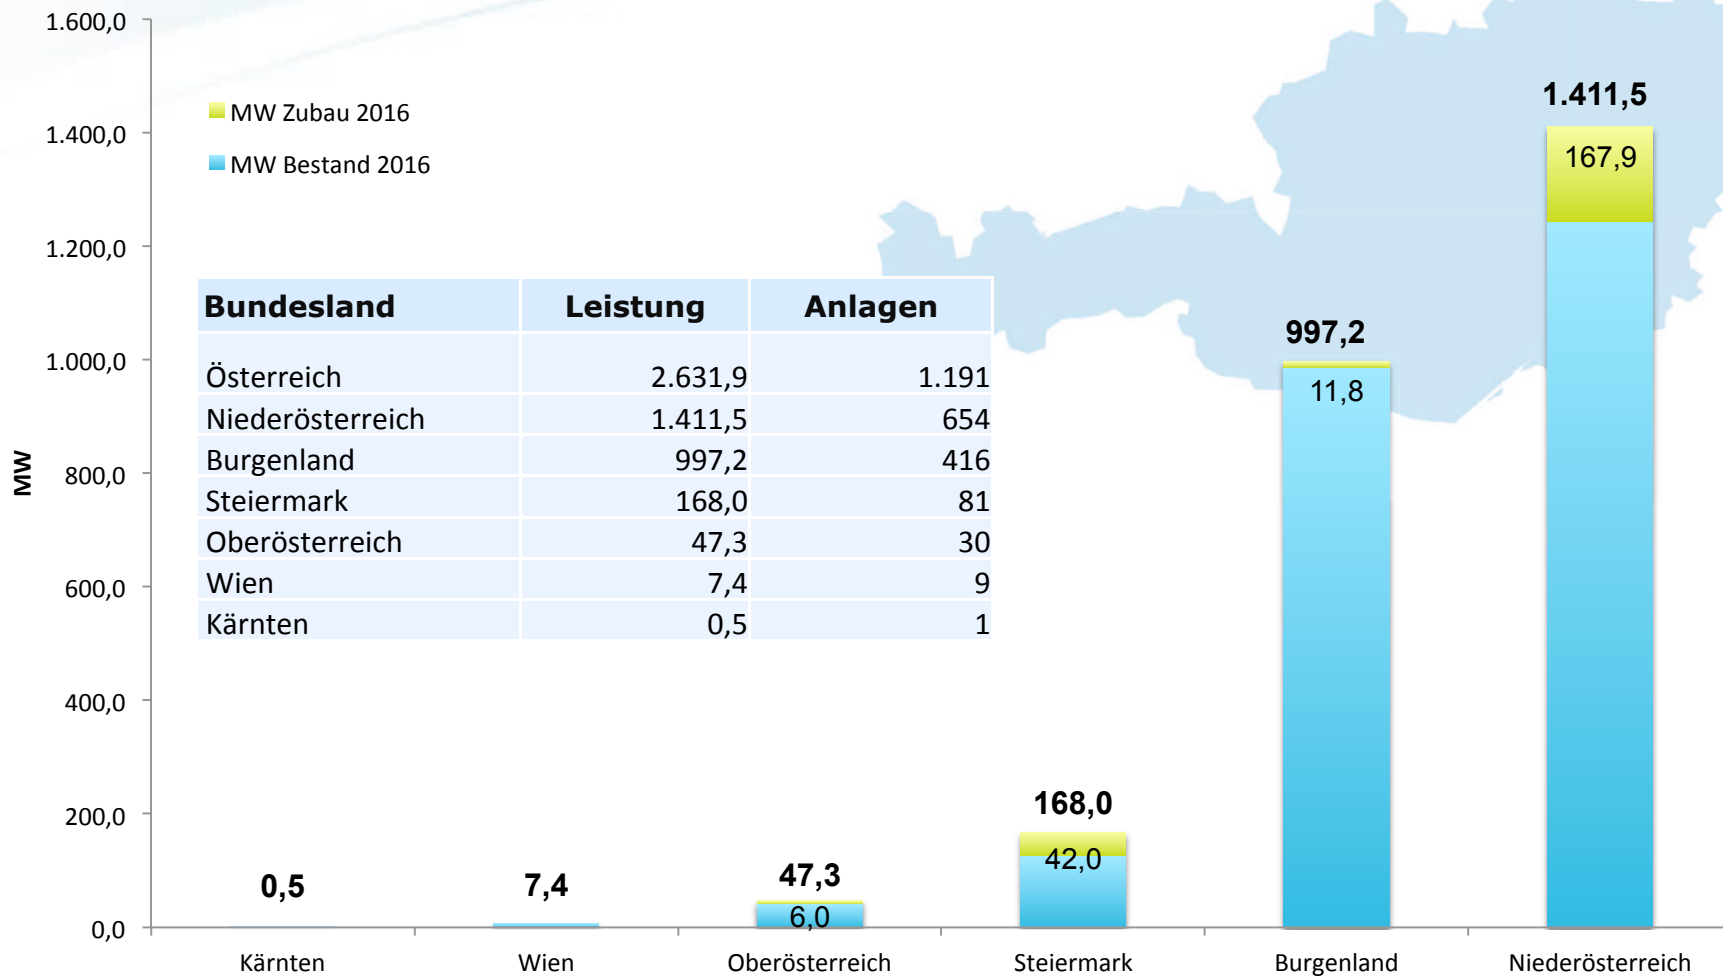 1.600,0
1.400,0
1.200,0
1.000,0
800,0
600,0
400,0
200,0
0,0
MW
MW Zubau 2016
MW Bestand 2016
Bundesland Leistung Anlagen
Österreich 2.631,9 1.191
Niederösterreich 1.411,5 654
Burgenland 997,2 416
Steiermark 168,0 81
Oberösterreich 47,3 30
Wien 7,4 9
Kärnten 0,5 1
0,5
7,4
47,3
6,0
168,0
42,0
997,2
11,8
1.411,5
167,9
Kärnten Wien Oberösterreich Steiermark Burgenland Niederösterreich